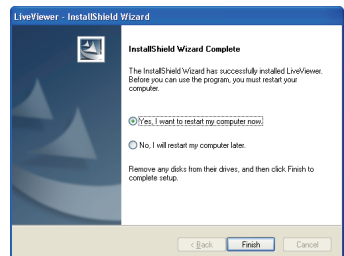 LiveViewer - InstallShield Wizard
InstallShield Wizard Complete
The InstallShield Wizard has successfully installed LiveViewer.
Before you can use the program, you must restart your
computer.
Yes, I want to restart my computer now.
No, I will restart my computer later.
Remove any disks from their drives, and then click Finish to
complete setup.
< Back Finish Cancel